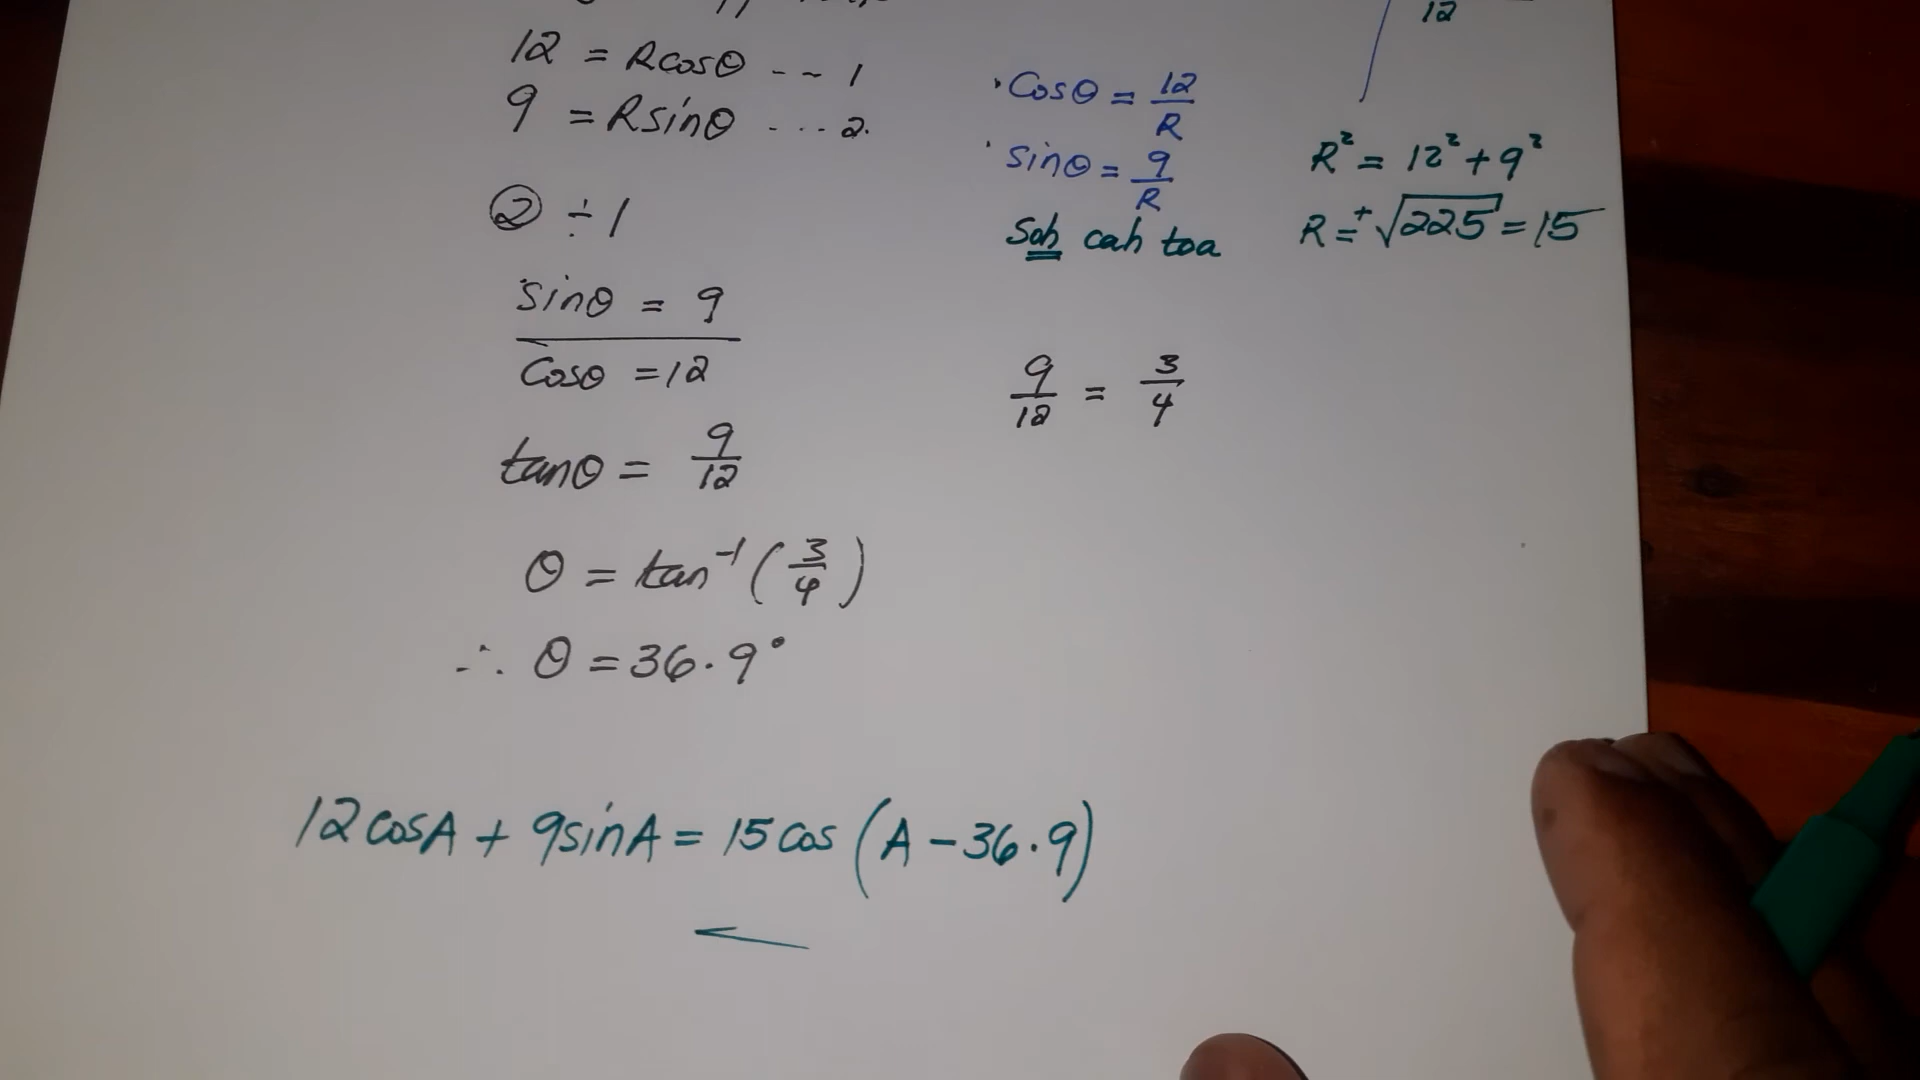 12 = Rcosθ -- 1
9 = Rsinθ ... 2.
② ÷ 1
sinθ = 9
cosθ = 12
tanθ = 9/12
θ = tan⁻¹(3/4)
∴ θ = 36.9°
12cosA + 9sinA = 15cos(A - 36.9)
Cosθ = 12/R
sinθ = 9/R
Soh cah toa
9/12 = 3/4
12
R² = 12² + 9²
R = ⁺√225 = 15